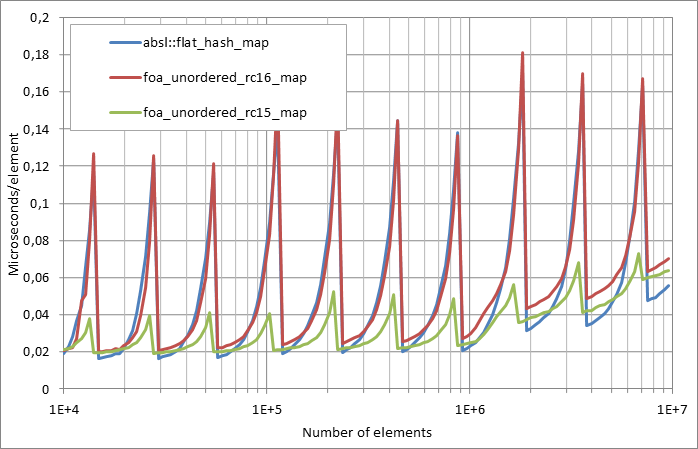 0,2
0,18
0,16
0,14
0,12
0,1
0,08
0,06
0,04
0,02
0
Microseconds/element
absl::flat_hash_map
foa_unordered_rc16_map
foa_unordered_rc15_map
1E+4 1E+5 1E+6 1E+7
Number of elements